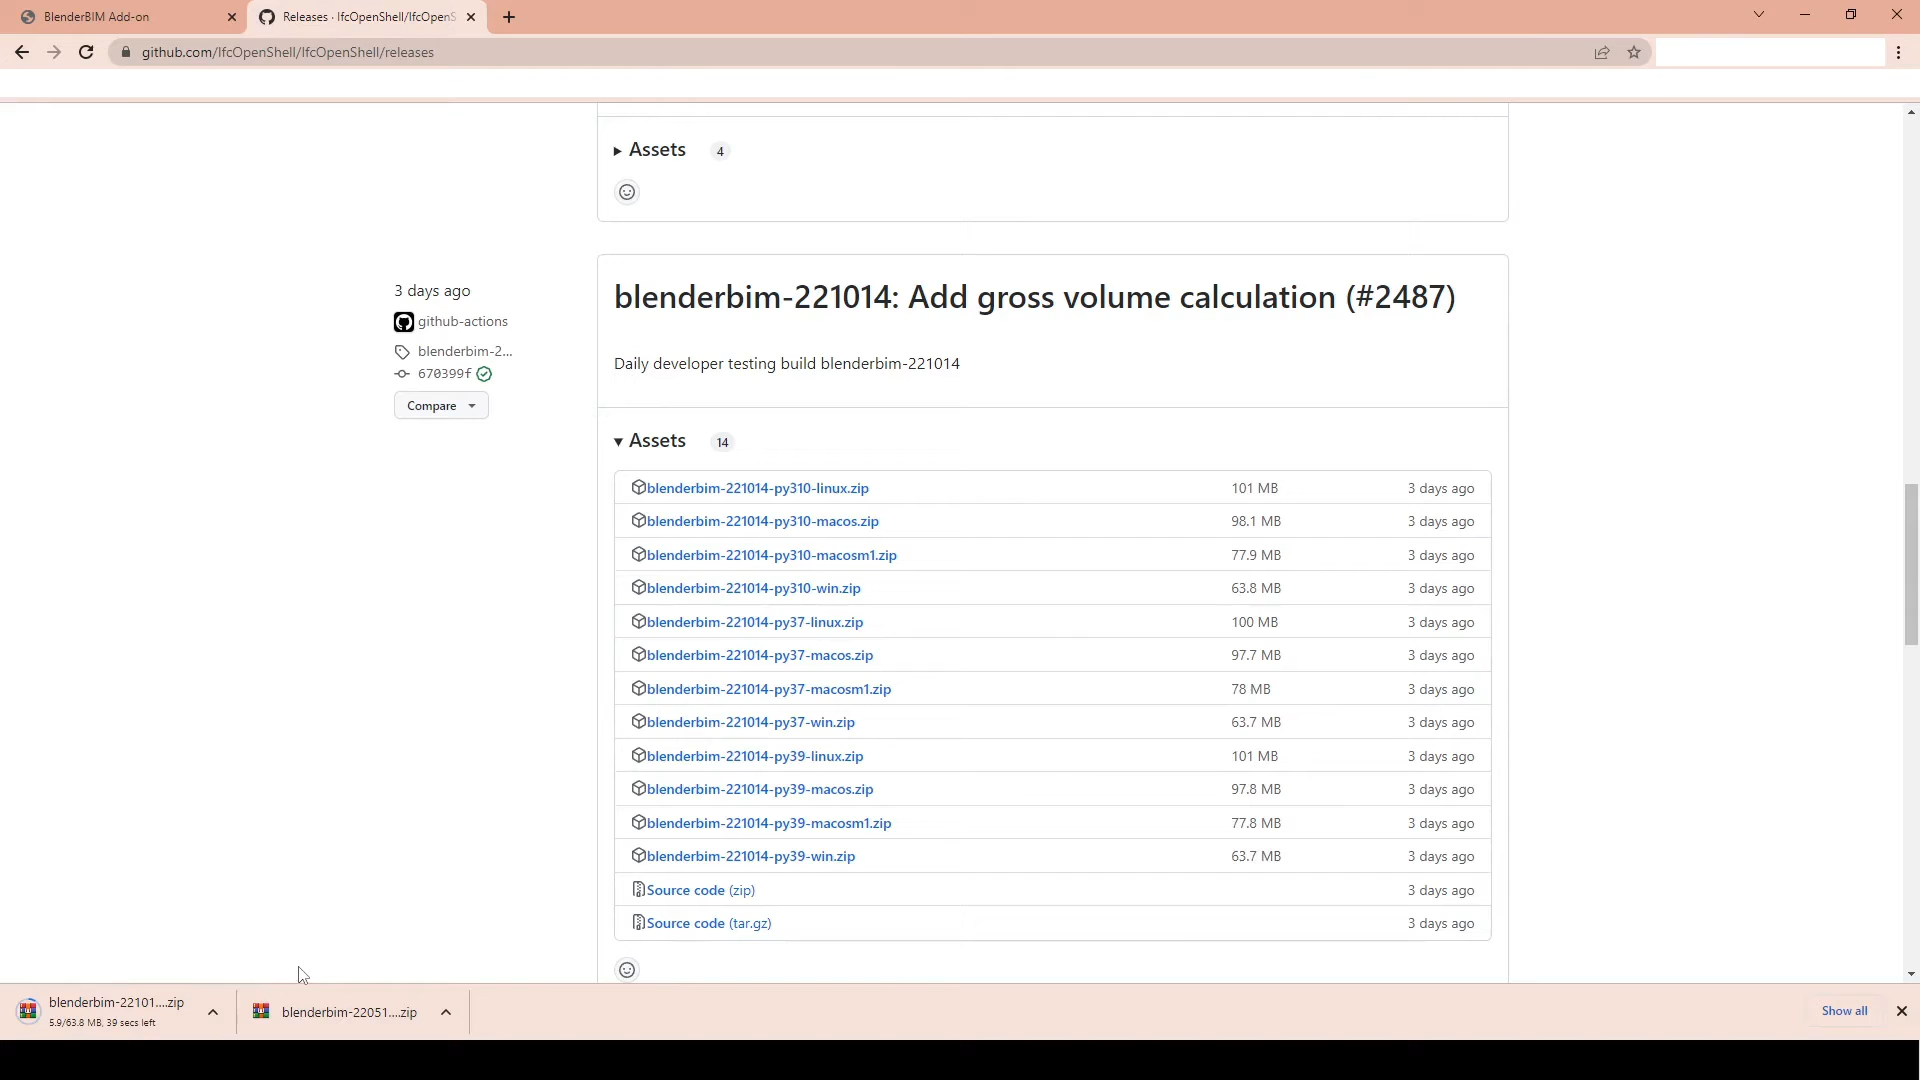 BlenderBIM Add-on
Releases · IfcOpenShell/IfcOpenS
github.com/IfcOpenShell/IfcOpenShell/releases
Assets 4
3 days ago
github-actions
blenderbim-2...
670399f
Compare
blenderbim-221014: Add gross volume calculation (#2487)
Daily developer testing build blenderbim-221014
Assets 14
blenderbim-221014-py310-linux.zip 101 MB 3 days ago
blenderbim-221014-py310-macos.zip 98.1 MB 3 days ago
blenderbim-221014-py310-macosm1.zip 77.9 MB 3 days ago
blenderbim-221014-py310-win.zip 63.8 MB 3 days ago
blenderbim-221014-py37-linux.zip 100 MB 3 days ago
blenderbim-221014-py37-macos.zip 97.7 MB 3 days ago
blenderbim-221014-py37-macosm1.zip 78 MB 3 days ago
blenderbim-221014-py37-win.zip 63.7 MB 3 days ago
blenderbim-221014-py39-linux.zip 101 MB 3 days ago
blenderbim-221014-py39-macos.zip 97.8 MB 3 days ago
blenderbim-221014-py39-macosm1.zip 77.8 MB 3 days ago
blenderbim-221014-py39-win.zip 63.7 MB 3 days ago
Source code (zip) 3 days ago
Source code (tar.gz) 3 days ago
blenderbim-22101....zip
5.9/63.8 MB, 39 secs left
blenderbim-22051....zip
Show all